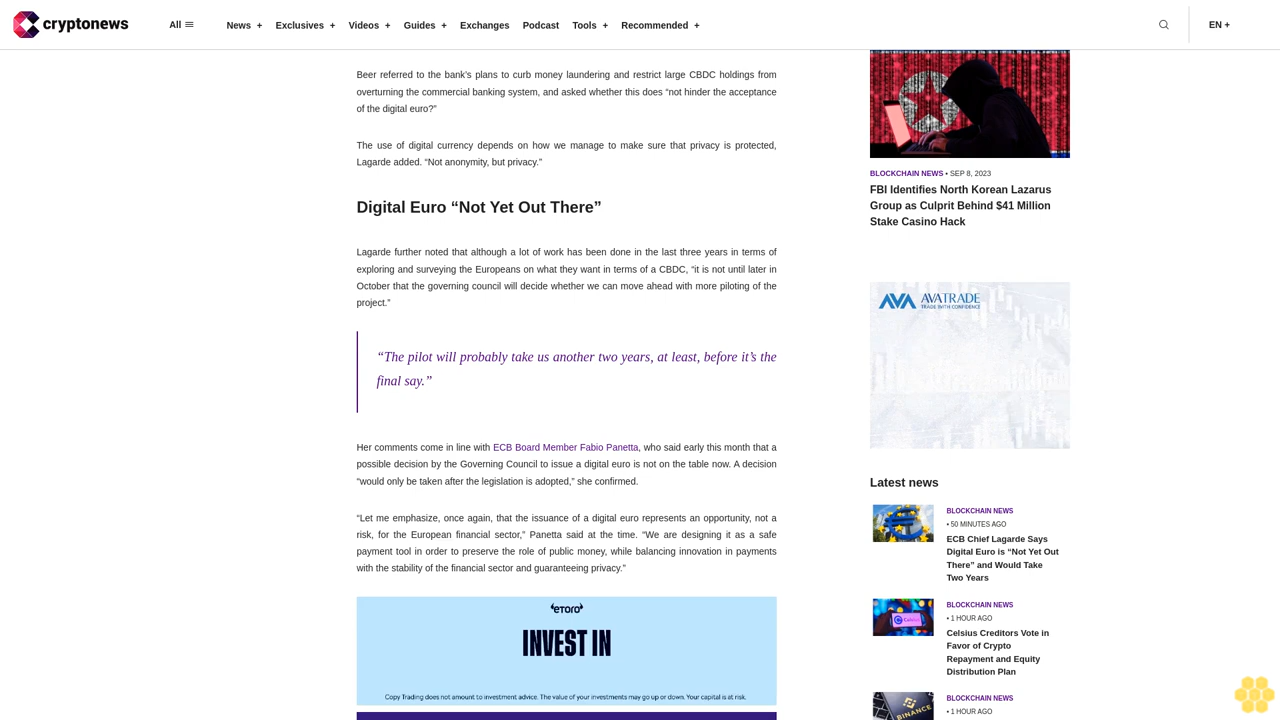 cryptonews
All
News +
Exclusives +
Videos +
Guides +
Exchanges
Podcast
Tools +
Recommended +
EN +
Beer referred to the bank’s plans to curb money laundering and restrict large CBDC holdings from
overturning the commercial banking system, and asked whether this does “not hinder the acceptance
of the digital euro?”
The use of digital currency depends on how we manage to make sure that privacy is protected,
Lagarde added. “Not anonymity, but privacy.”
Digital Euro “Not Yet Out There”
Lagarde further noted that although a lot of work has been done in the last three years in terms of
exploring and surveying the Europeans on what they want in terms of a CBDC, “it is not until later in
October that the governing council will decide whether we can move ahead with more piloting of the
project.”
“The pilot will probably take us another two years, at least, before it’s the
final say.”
Her comments come in line with ECB Board Member Fabio Panetta, who said early this month that a
possible decision by the Governing Council to issue a digital euro is not on the table now. A decision
“would only be taken after the legislation is adopted,” she confirmed.
“Let me emphasize, once again, that the issuance of a digital euro represents an opportunity, not a
risk, for the European financial sector,” Panetta said at the time. “We are designing it as a safe
payment tool in order to preserve the role of public money, while balancing innovation in payments
with the stability of the financial sector and guaranteeing privacy.”
eToro
INVEST IN
Copy Trading does not amount to investment advice. The value of your investments may go up or down. Your capital is at risk.
BLOCKCHAIN NEWS • SEP 8, 2023
FBI Identifies North Korean Lazarus
Group as Culprit Behind $41 Million
Stake Casino Hack
AVA AVATRADE
TRADE WITH CONFIDENCE
Latest news
BLOCKCHAIN NEWS
• 50 MINUTES AGO
ECB Chief Lagarde Says
Digital Euro is “Not Yet Out
There” and Would Take
Two Years
BLOCKCHAIN NEWS
• 1 HOUR AGO
Celsius Creditors Vote in
Favor of Crypto
Repayment and Equity
Distribution Plan
BINANCE
BLOCKCHAIN NEWS
• 1 HOUR AGO